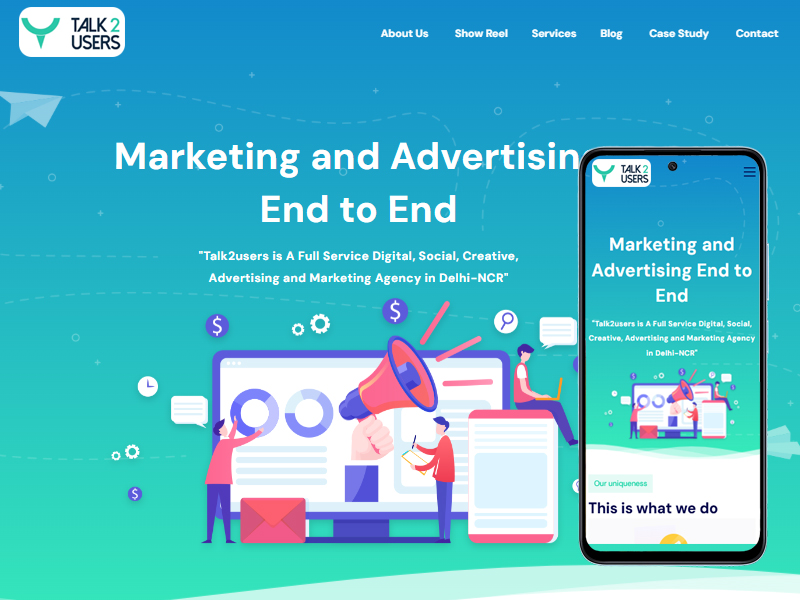 TALK 2
USERS
About Us
Show Reel
Services
Blog
Case Study
Contact
Marketing and Advertisin
End to End
"Talk2users is A Full Service Digital, Social, Creative,
Advertising and Marketing Agency in Delhi-NCR"
$
$
$
TALK 2
USERS
Marketing and
Advertising End to
End
"Talk2users is A Full Service Digital, Social,
Creative, Advertising and Marketing Agency
in Delhi-NCR"
Our uniqueness
This is what we do